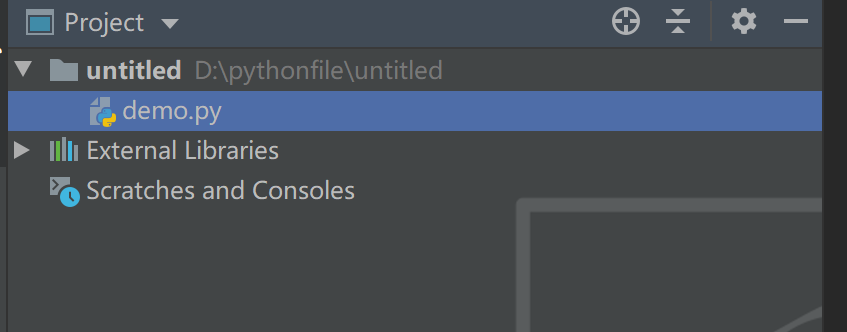 Project
untitled D:\pythonfile\untitled
demo.py
External Libraries
Scratches and Consoles